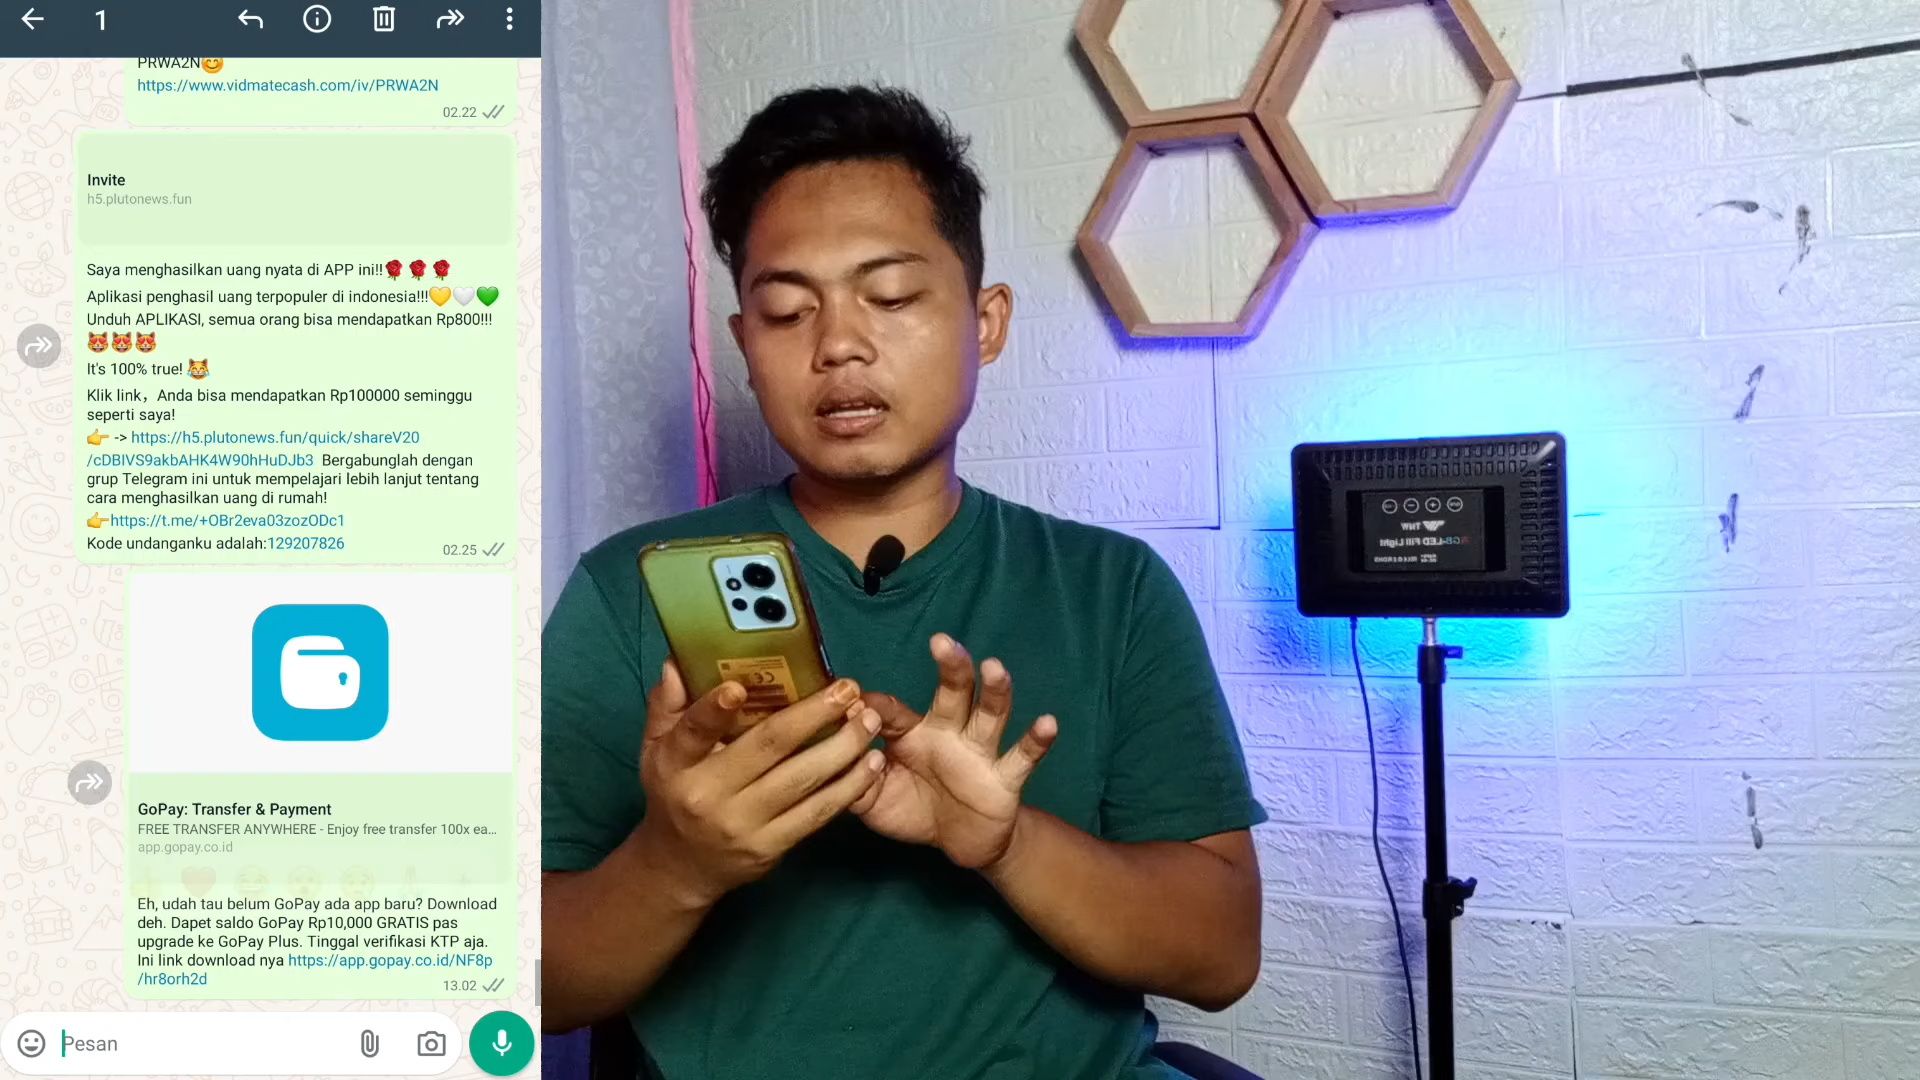 1
PRWA2N😊
https://www.vidmatecash.com/iv/PRWA2N
02.22
Invite
h5.plutonews.fun
Saya menghasilkan uang nyata di APP ini!!🌹🌹🌹
Aplikasi penghasil uang terpopuler di indonesia!!!💛🤍💚
Unduh APLIKASI, semua orang bisa mendapatkan Rp800!!!
😻😻😻
It's 100% true! 😹
Klik link，Anda bisa mendapatkan Rp100000 seminggu
seperti saya!
👉 -> https://h5.plutonews.fun/quick/shareV20
/cDBIVS9akbAHK4W90hHuDJb3 Bergabunglah dengan
grup Telegram ini untuk mempelajari lebih lanjut tentang
cara menghasilkan uang di rumah!
👉https://t.me/+OBr2eva03zozODc1
Kode undanganku adalah:129207826
02.25
GoPay: Transfer & Payment
FREE TRANSFER ANYWHERE - Enjoy free transfer 100x ea...
app.gopay.co.id
Eh, udah tau belum GoPay ada app baru? Download
deh. Dapet saldo GoPay Rp10,000 GRATIS pas
upgrade ke GoPay Plus. Tinggal verifikasi KTP aja.
Ini link download nya https://app.gopay.co.id/NF8p
/hr8orh2d
13.02
Pesan
TNW
RGB-LED Fill Light